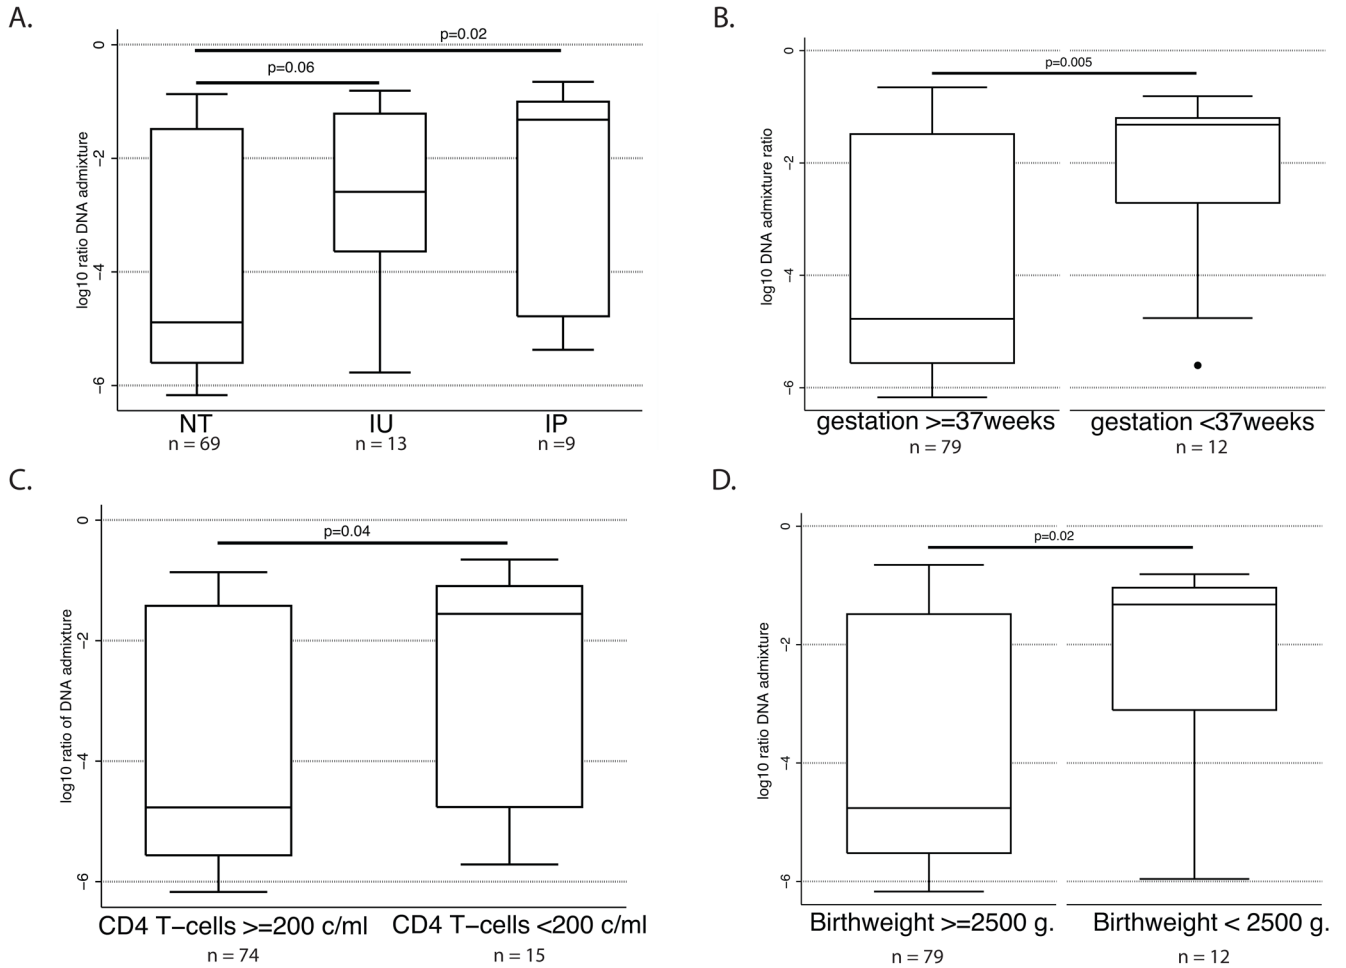 A.
p=0.02
p=0.06
log10 ratio DNA admixture
0
−2
−4
−6
NT
IU
IP
n = 69
n = 13
n =9
B.
p=0.005
log10 DNA admixture ratio
0
−2
−4
−6
gestation >=37weeks
gestation <37weeks
n = 79
n = 12
C.
p=0.04
log10 ratio of DNA admixture
0
−2
−4
−6
CD4 T−cells >=200 c/ml
CD4 T−cells <200 c/ml
n = 74
n = 15
D.
p=0.02
log10 ratio DNA admixture
0
−2
−4
−6
Birthweight >=2500 g.
Birthweight < 2500 g.
n = 79
n = 12